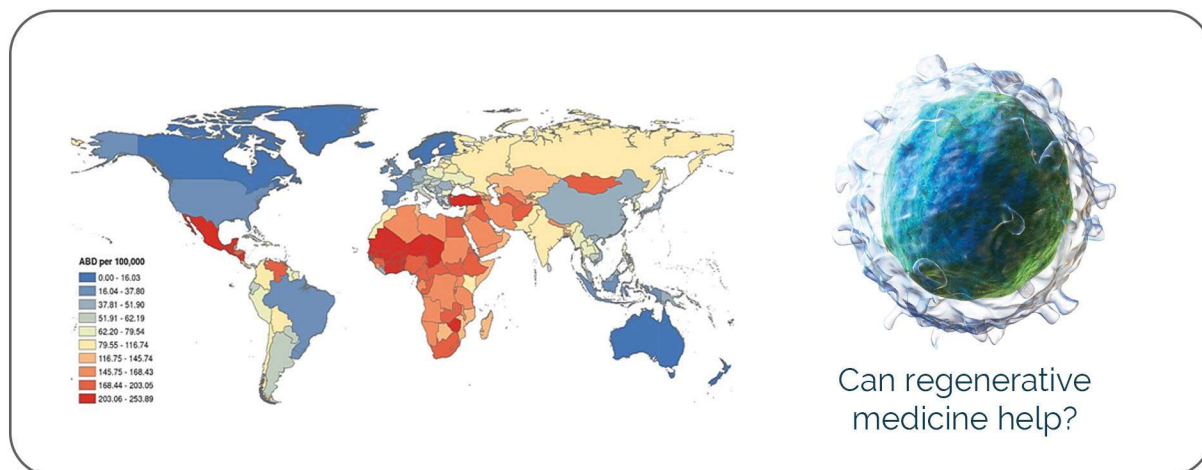 ABD per 100,000
0.00 - 16.03
16.04 - 37.80
37.81 - 51.90
51.91 - 62.19
62.20 - 79.54
79.55 - 116.74
116.75 - 145.74
145.75 - 168.43
168.44 - 203.05
203.06 - 253.89
Can regenerative
medicine help?